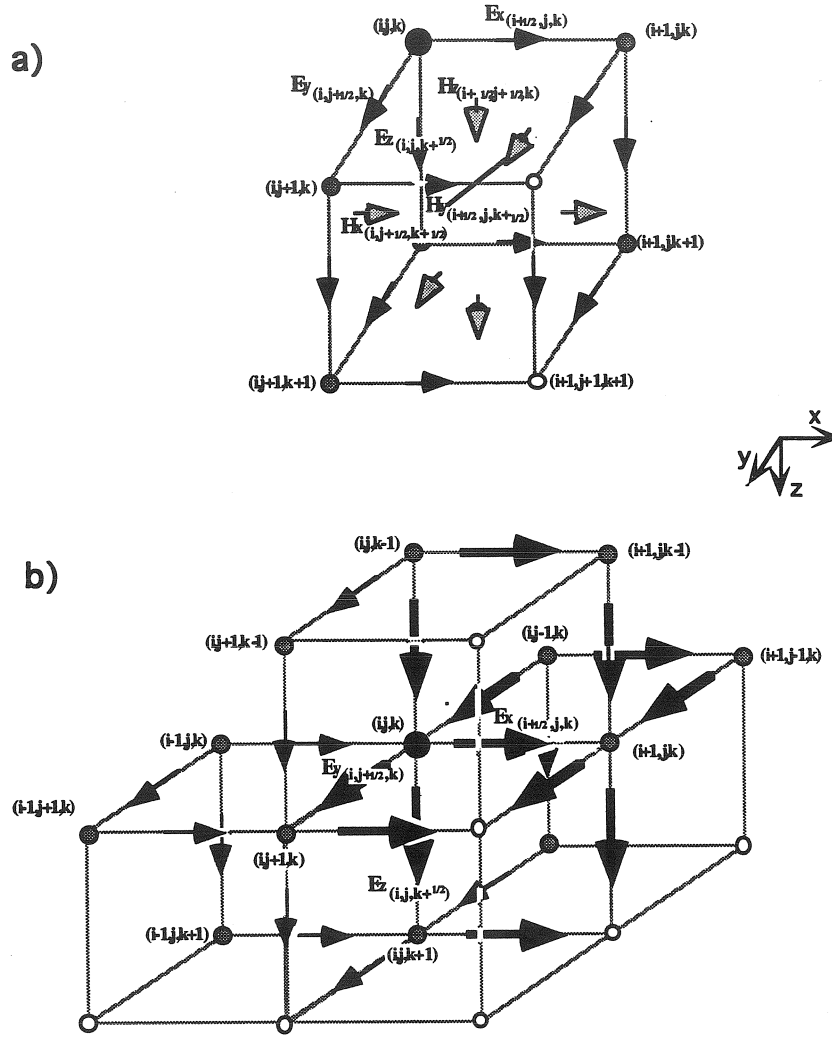 a)
(i,j,k)
Ex(i+1/2,j,k)
(i+1,j,k)
Ey(i,j+1/2,k)
Hz(i+1/2,j+1/2,k)
Ez(i,j,k+1/2)
(i,j+1,k)
Hy(i+1/2,j,k+1/2)
Hx(i,j+1/2,k+1/2)
(i+1,j,k+1)
(i,j+1,k+1)
(i+1,j+1,k+1)
x
y
z
b)
(i,j,k-1)
(i+1,j,k-1)
(i,j+1,k-1)
(i,j-1,k)
(i+1,j-1,k)
(i,j,k)
Ex(i+1/2,j,k)
(i-1,j,k)
(i+1,j,k)
Ey(i,j+1/2,k)
(i-1,j+1,k)
(i,j+1,k)
Ez(i,j,k+1/2)
(i-1,j,k+1)
(i,j,k+1)